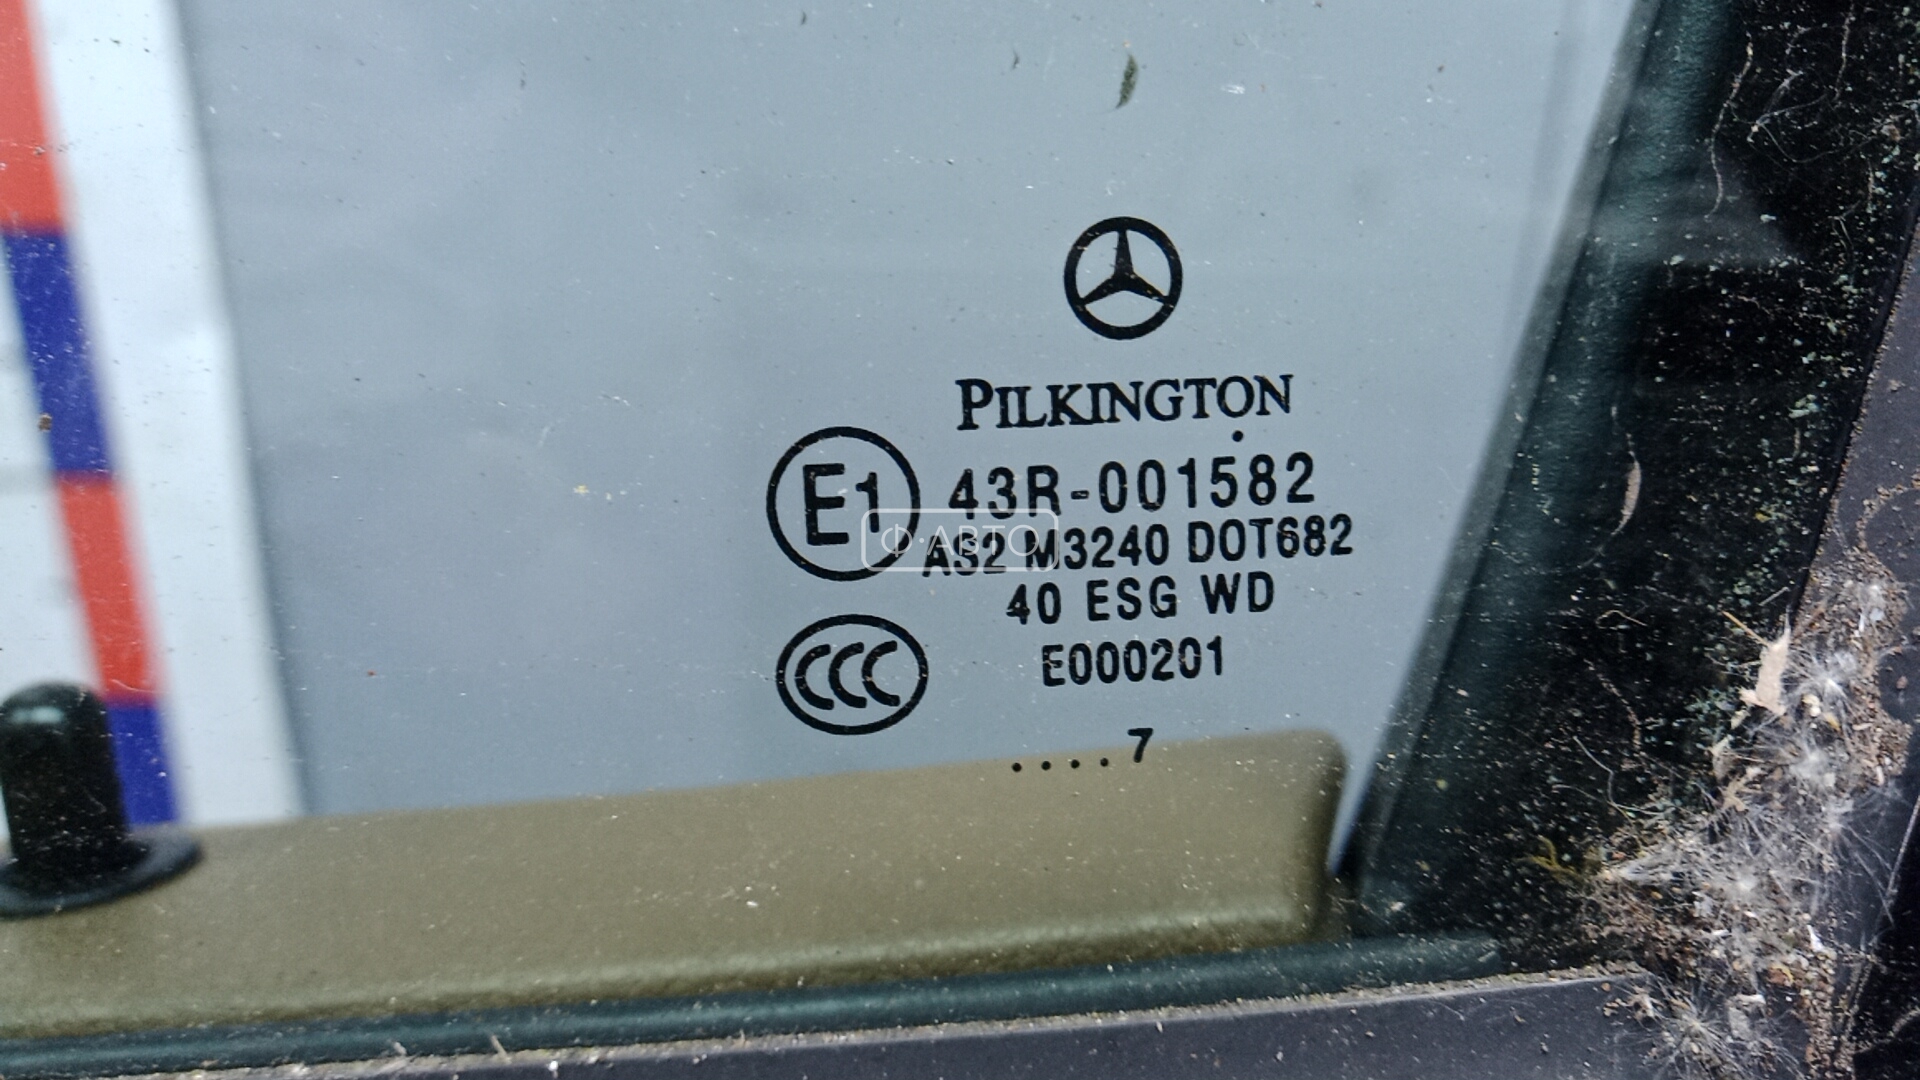 PILKINGTON
E1 43R-001582
Ф·АВТО
AS2 M3240 DOT682
40 ESG WD
E000201
CCC
.... 7